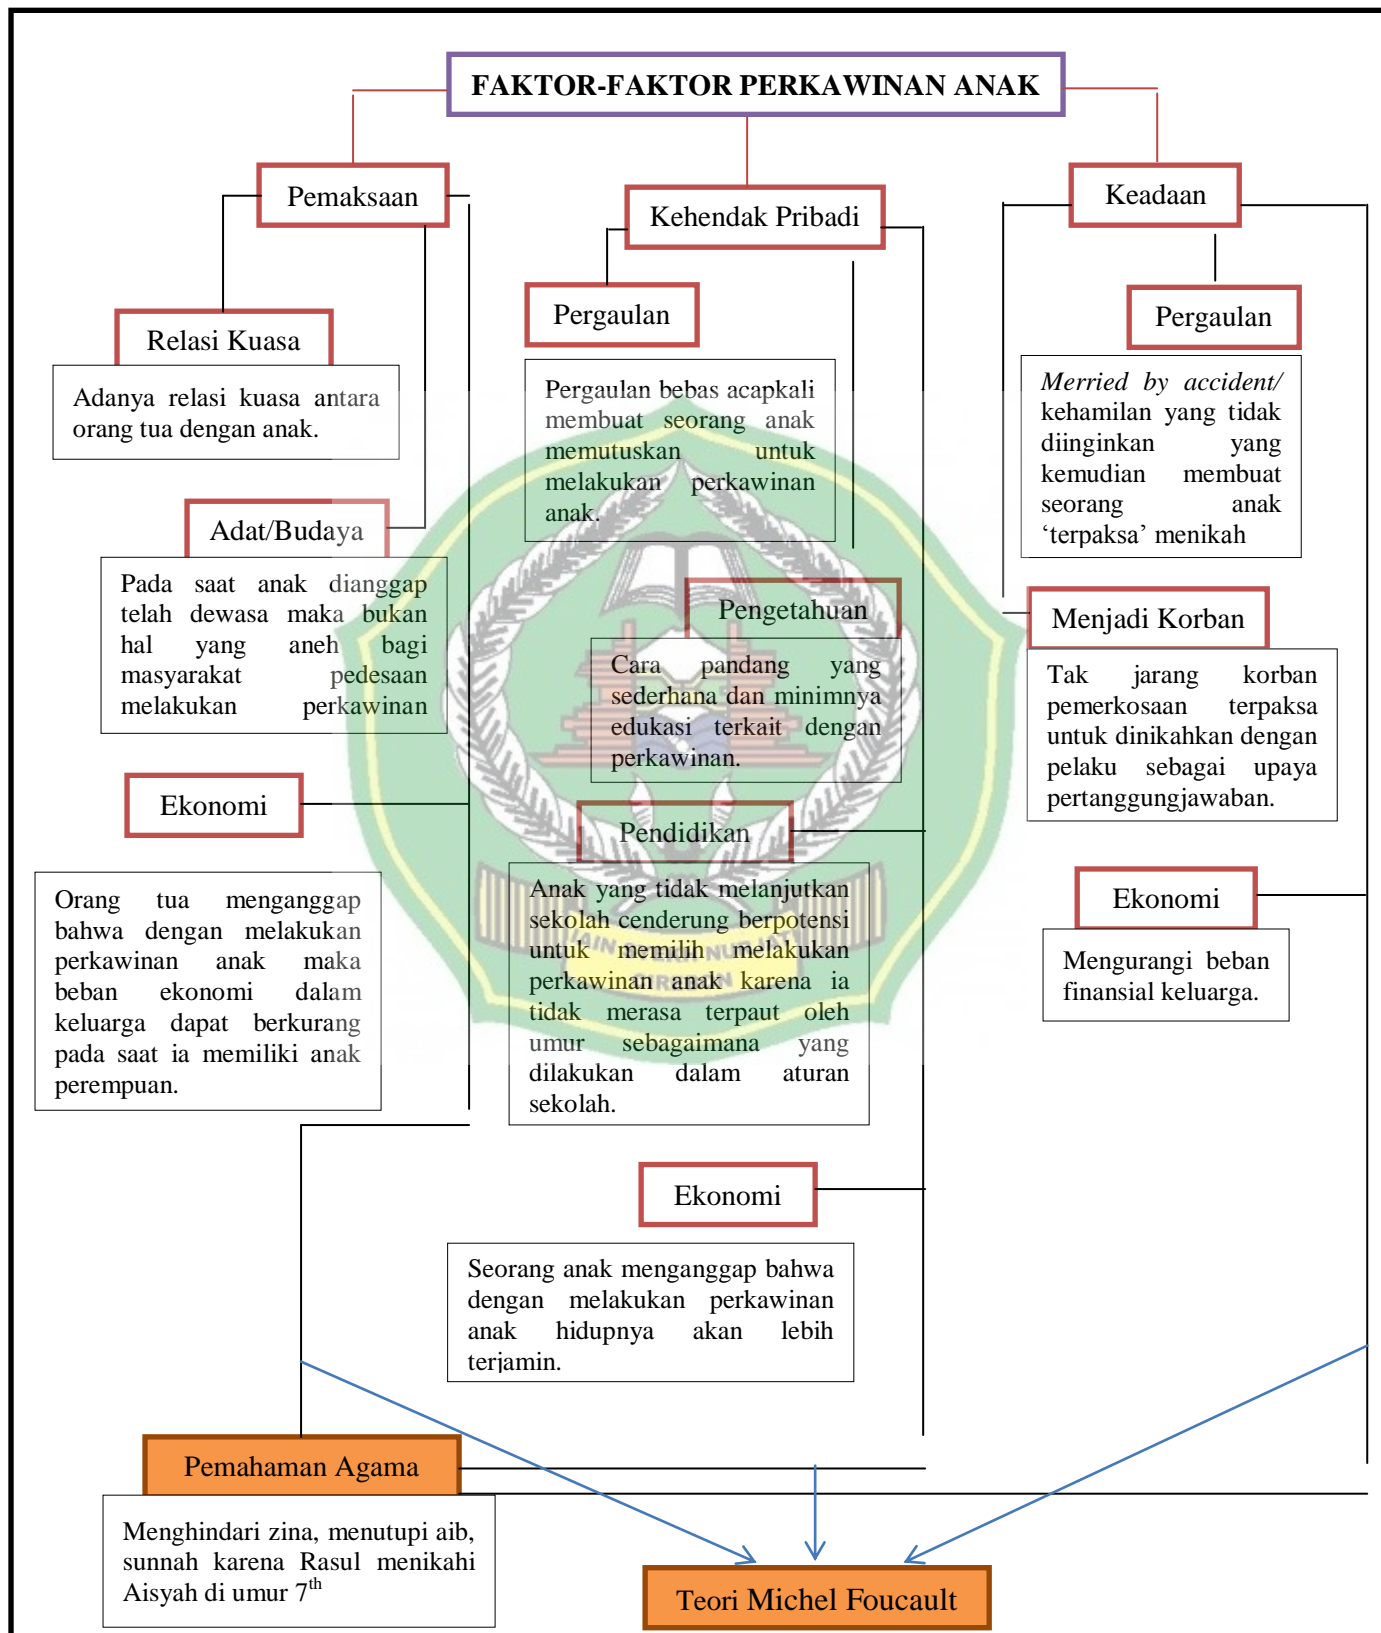 FAKTOR-FAKTOR PERKAWINAN ANAK
Pemaksaan
Relasi Kuasa
Adanya relasi kuasa antara
orang tua dengan anak.
Adat/Budaya
Pada saat anak dianggap
telah dewasa maka bukan
hal yang aneh bagi
masyarakat pedesaan
melakukan perkawinan
Ekonomi
Orang tua menganggap
bahwa dengan melakukan
perkawinan anak maka
beban ekonomi dalam
keluarga dapat berkurang
pada saat ia memiliki anak
perempuan.
Kehendak Pribadi
Pergaulan
Pergaulan bebas acapkali
membuat seorang anak
memutuskan untuk
melakukan perkawinan
anak.
Pengetahuan
Cara pandang yang
sederhana dan minimnya
edukasi terkait dengan
perkawinan.
Pendidikan
Anak yang tidak melanjutkan
sekolah cenderung berpotensi
untuk memilih melakukan
perkawinan anak karena ia
tidak merasa terpaut oleh
umur sebagaimana yang
dilakukan dalam aturan
sekolah.
Ekonomi
Seorang anak menganggap bahwa
dengan melakukan perkawinan
anak hidupnya akan lebih
terjamin.
Keadaan
Pergaulan
Merried by accident/
kehamilan yang tidak
diinginkan yang
kemudian membuat
seorang anak
‘terpaksa’ menikah
Menjadi Korban
Tak jarang korban
pemerkosaan terpaksa
untuk dinikahkan dengan
pelaku sebagai upaya
pertanggungjawaban.
Ekonomi
Mengurangi beban
finansial keluarga.
Pemahaman Agama
Menghindari zina, menutupi aib,
sunnah karena Rasul menikahi
Aisyah di umur 7th
Teori Michel Foucault